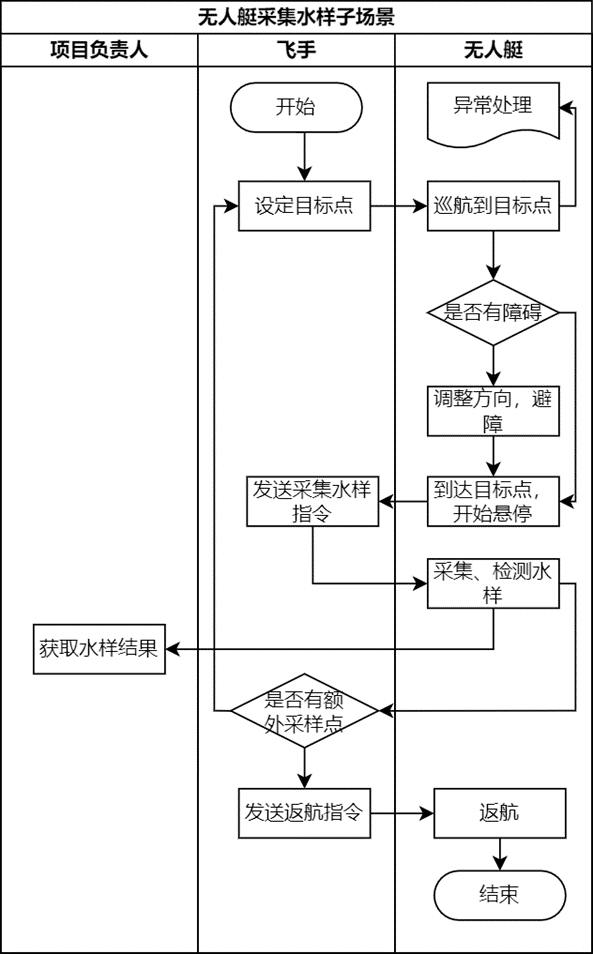 无人艇采集水样子场景
项目负责人
飞手
无人艇
开始
异常处理
设定目标点
巡航到目标点
是否有障碍
调整方向，避
障
发送采集水样
指令
到达目标点，
开始悬停
采集、检测水
样
获取水样结果
是否有额
外采样点
发送返航指令
返航
结束